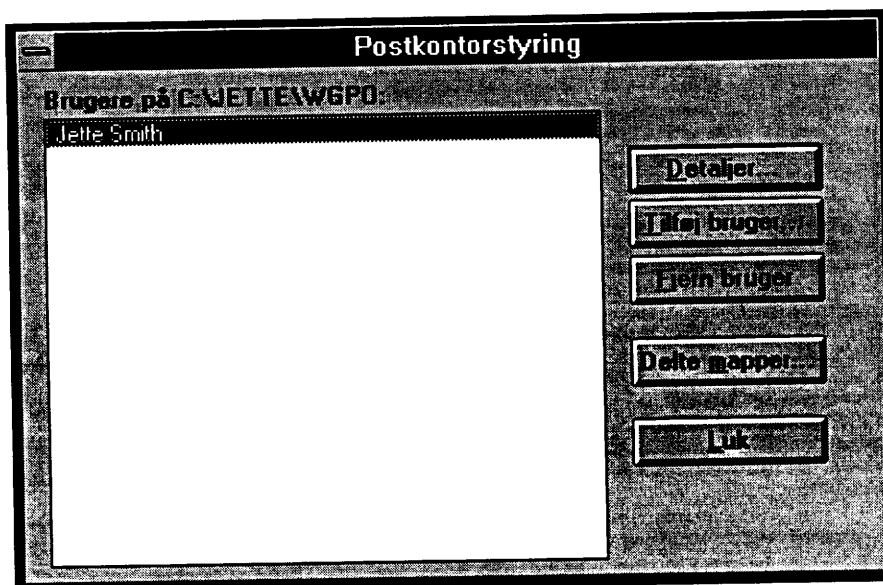 Postkontorstyring
Brugere på C:\JETTE\WGPO:
Jette Smith
Detaljer...
Tilføj bruger...
Fjern bruger
Delte mapper...
Luk